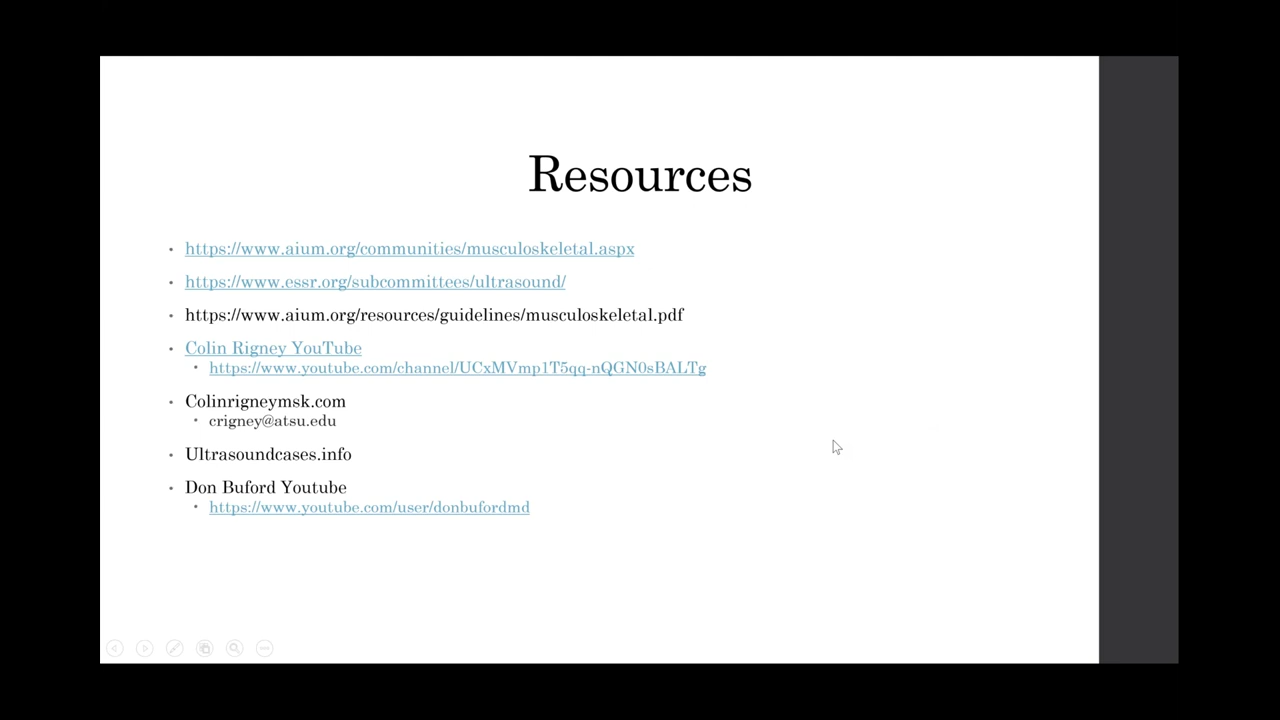 Resources
https://www.aium.org/communities/musculoskeletal.aspx
https://www.essr.org/subcommittees/ultrasound/
https://www.aium.org/resources/guidelines/musculoskeletal.pdf
Colin Rigney YouTube
https://www.youtube.com/channel/UCxMVmp1T5qq-nQGN0sBALTg
Colinrigneymsk.com
crigney@atsu.edu
Ultrasoundcases.info
Don Buford Youtube
https://www.youtube.com/user/donbufordmd